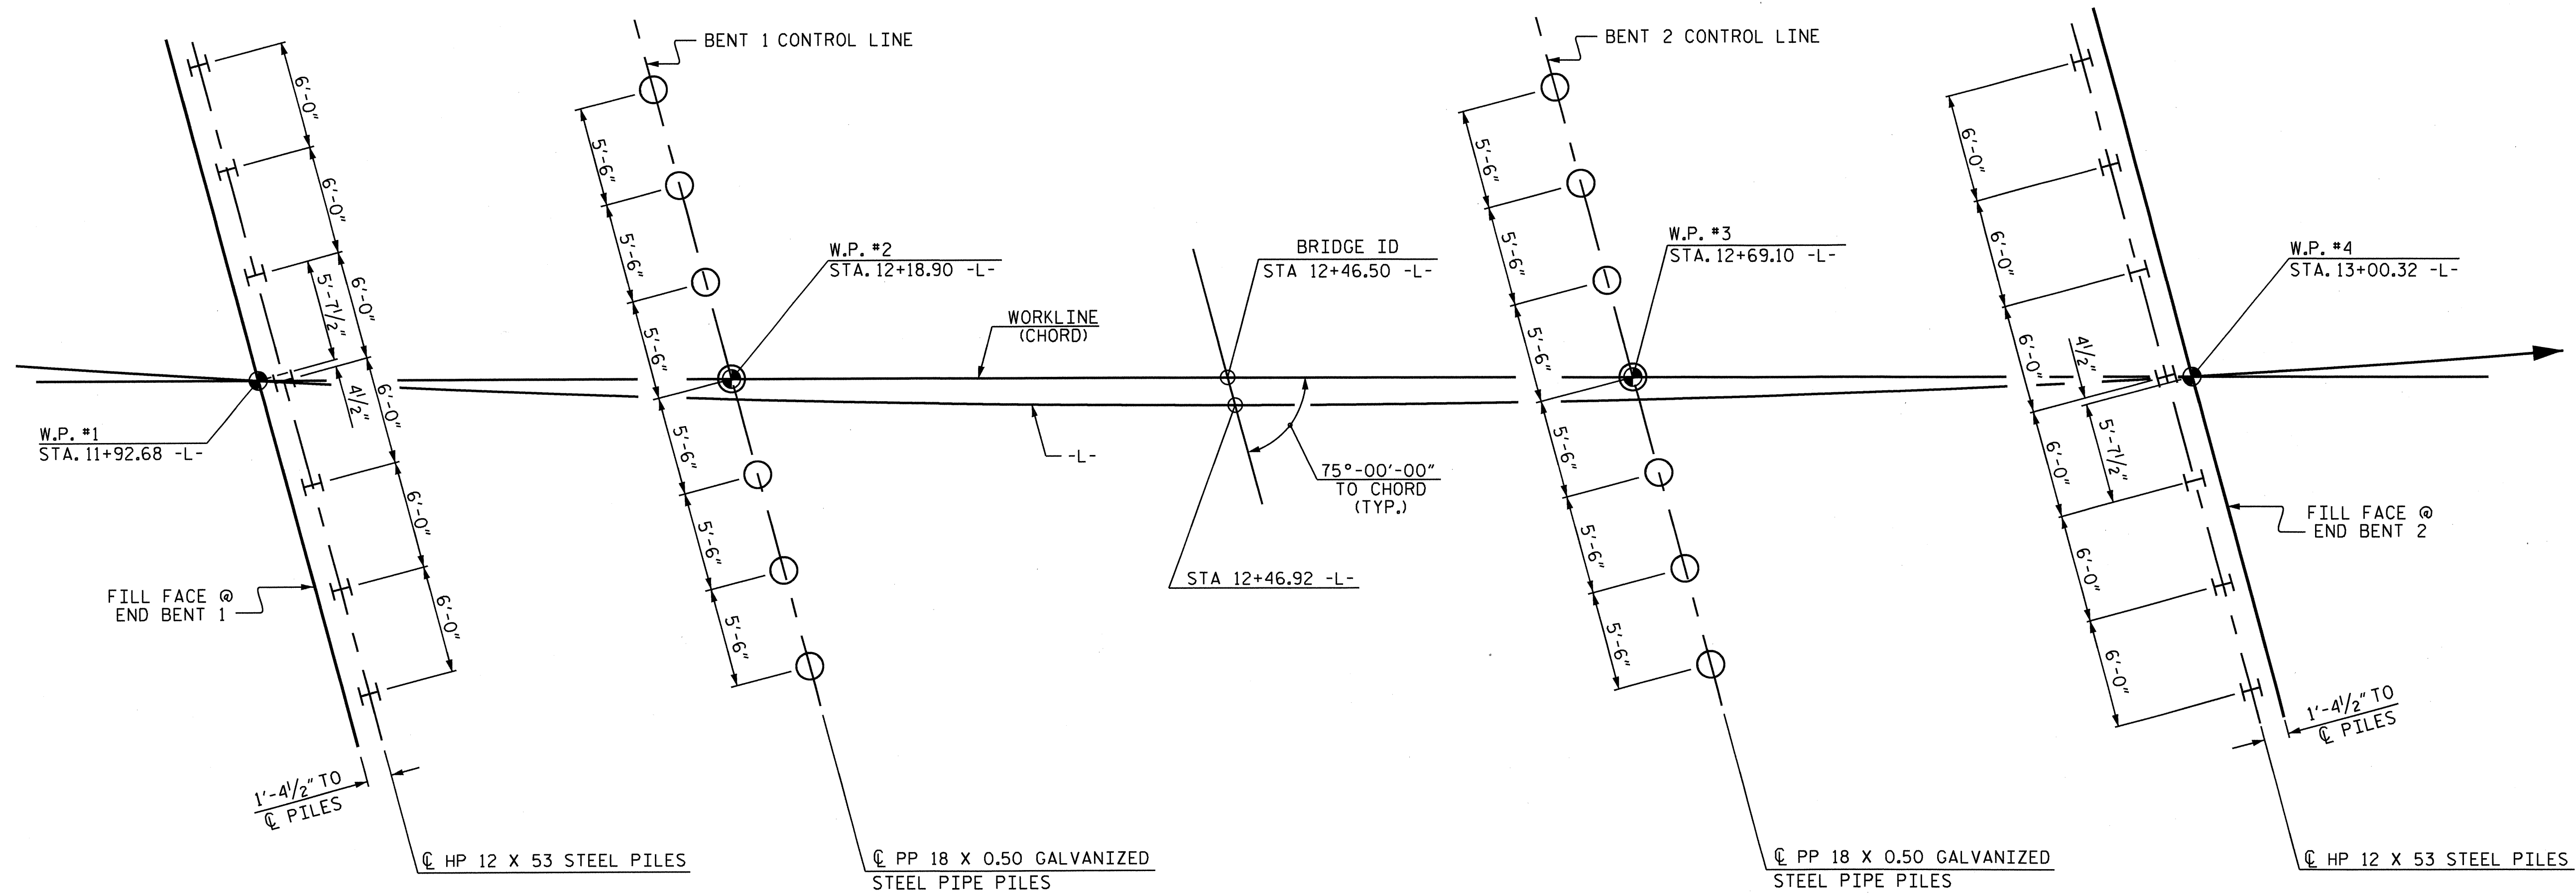 BENT 1 CONTROL LINE
BENT 2 CONTROL LINE
6'-0"
6'-0"
6'-0"
5'-7 1/2"
4 1/2"
6'-0"
6'-0"
6'-0"
W.P. #1
STA. 11+92.68 -L-
FILL FACE @
END BENT 1
1'-4 1/2" TO
℄ PILES
℄ HP 12 X 53 STEEL PILES
5'-6"
5'-6"
5'-6"
5'-6"
5'-6"
5'-6"
W.P. #2
STA. 12+18.90 -L-
℄ PP 18 X 0.50 GALVANIZED
STEEL PIPE PILES
WORKLINE
(CHORD)
-L-
BRIDGE ID
STA 12+46.50 -L-
75°-00'-00"
TO CHORD
(TYP.)
STA 12+46.92 -L-
5'-6"
5'-6"
5'-6"
5'-6"
5'-6"
5'-6"
W.P. #3
STA. 12+69.10 -L-
℄ PP 18 X 0.50 GALVANIZED
STEEL PIPE PILES
6'-0"
6'-0"
6'-0"
4 1/2"
5'-7 1/2"
6'-0"
6'-0"
6'-0"
W.P. #4
STA. 13+00.32 -L-
FILL FACE @
END BENT 2
1'-4 1/2" TO
℄ PILES
℄ HP 12 X 53 STEEL PILES